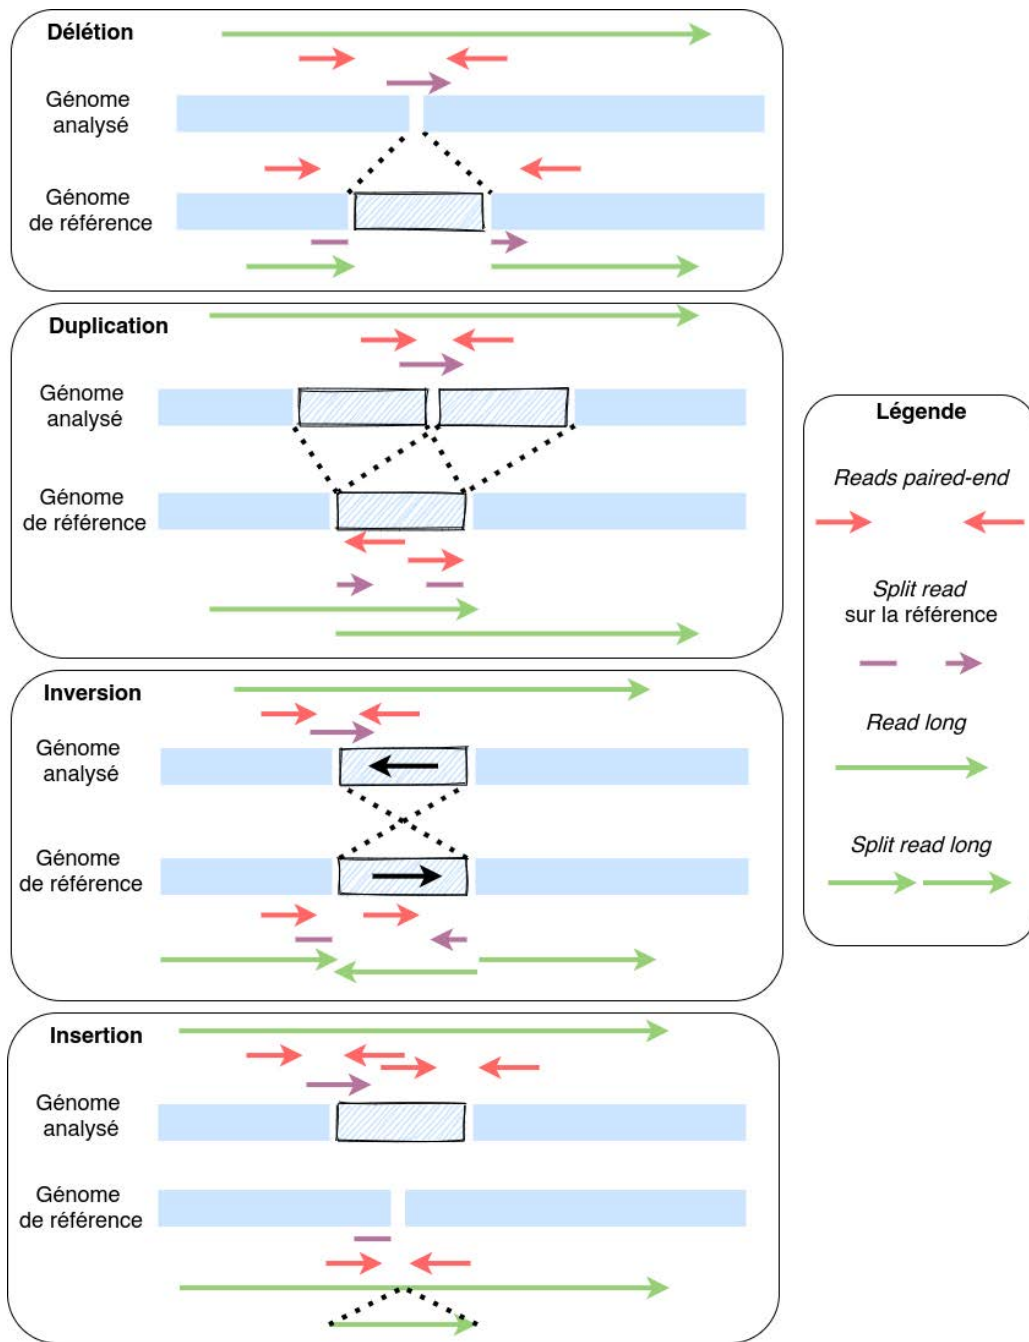 Délétion
Génome
analysé
Génome
de référence
Duplication
Génome
analysé
Génome
de référence
Inversion
Génome
analysé
Génome
de référence
Insertion
Génome
analysé
Génome
de référence
Légende
Reads paired-end
Split read
sur la référence
Read long
Split read long